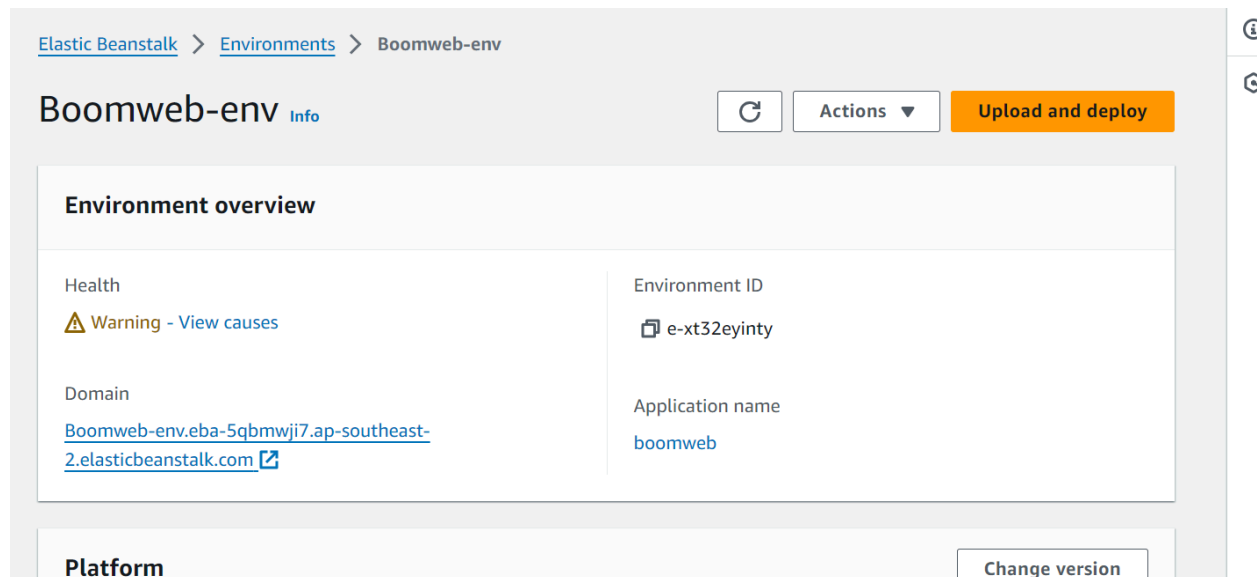 Elastic Beanstalk > Environments > Boomweb-env
Boomweb-env Info
Actions ▼
Upload and deploy
Environment overview
Health
Warning - View causes
Domain
Boomweb-env.eba-5qbmwji7.ap-southeast-
2.elasticbeanstalk.com
Environment ID
e-xt32eyinty
Application name
boomweb
Platform
Change version